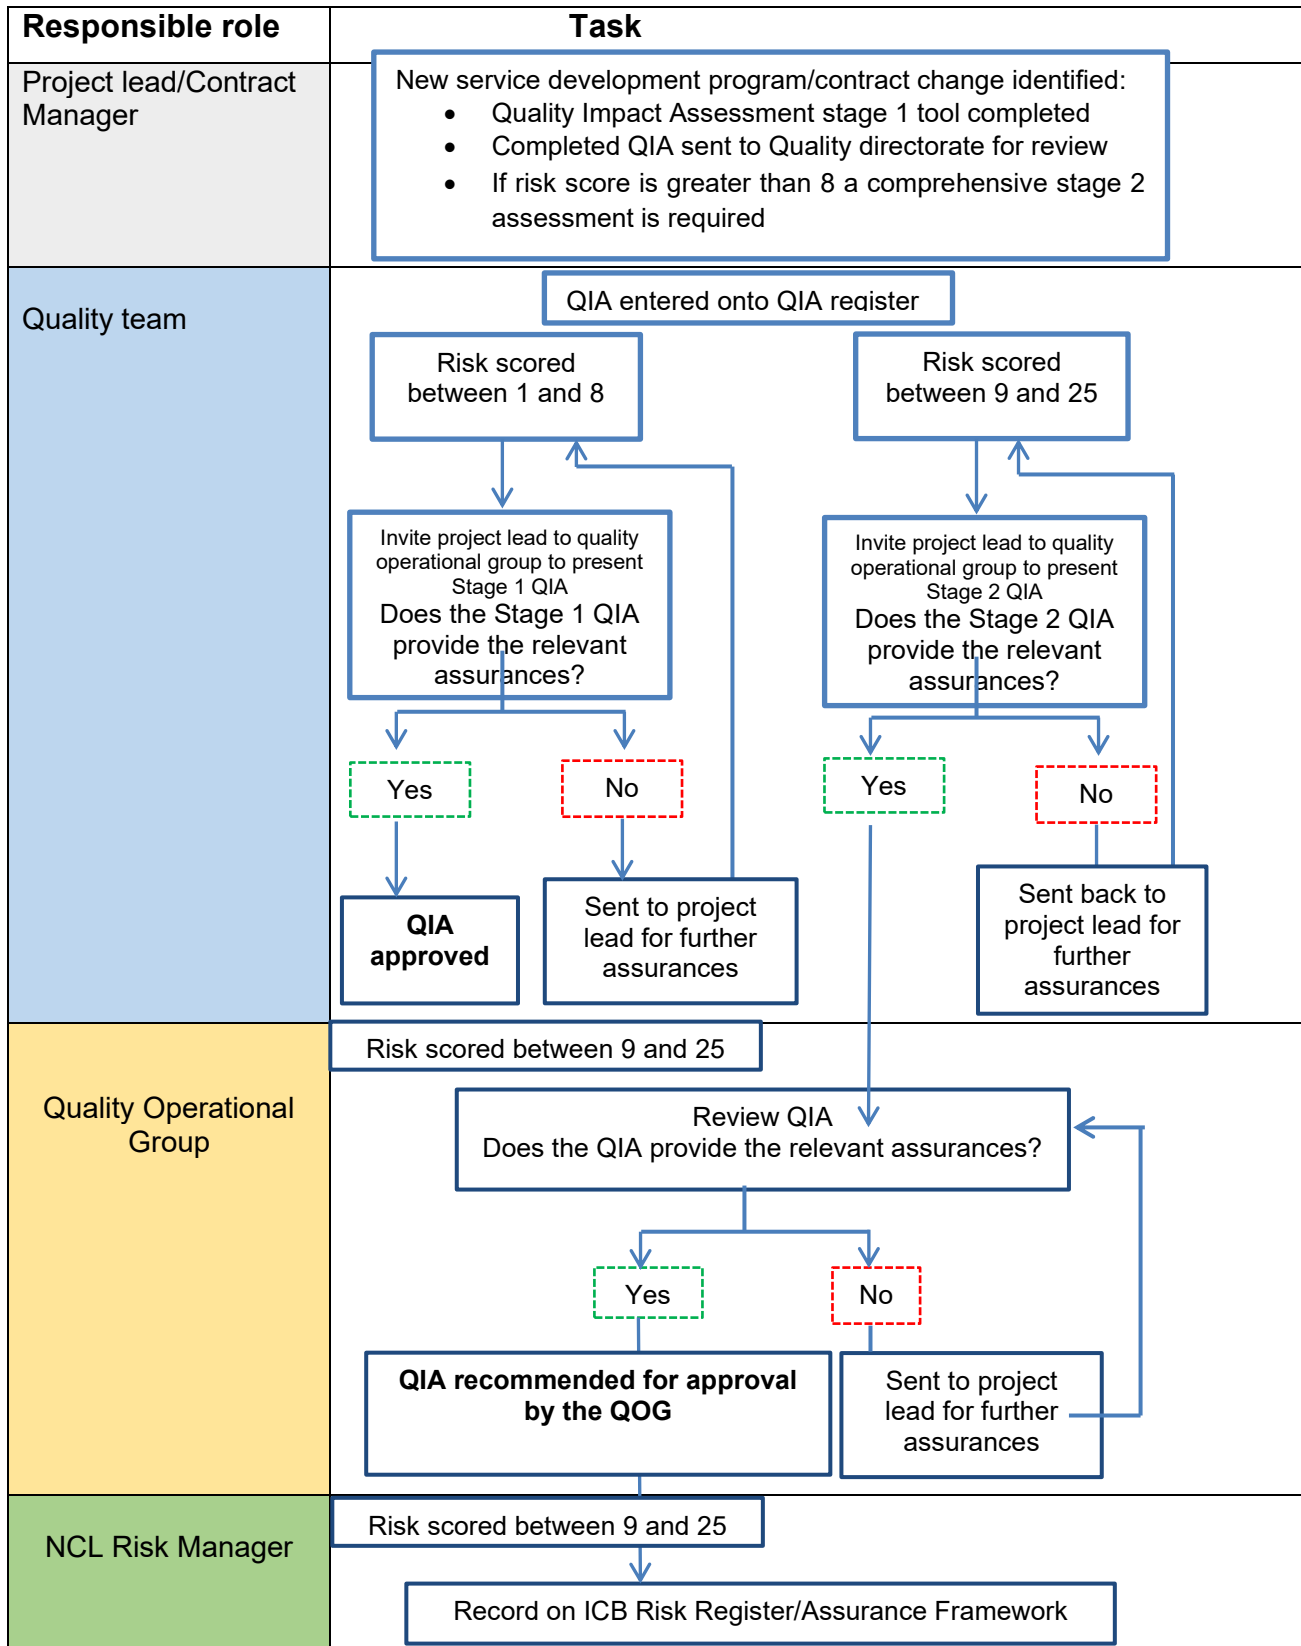 Responsible role
Task
Project lead/Contract
Manager
New service development program/contract change identified:
• Quality Impact Assessment stage 1 tool completed
• Completed QIA sent to Quality directorate for review
• If risk score is greater than 8 a comprehensive stage 2
assessment is required
Quality team
QIA entered onto QIA register
Risk scored
between 1 and 8
Risk scored
between 9 and 25
Invite project lead to quality
operational group to present
Stage 1 QIA
Does the Stage 1 QIA
provide the relevant
assurances?
Invite project lead to quality
operational group to present
Stage 2 QIA
Does the Stage 2 QIA
provide the relevant
assurances?
Yes
No
Yes
No
QIA
approved
Sent to project
lead for further
assurances
Sent back to
project lead for
further
assurances
Quality Operational
Group
Risk scored between 9 and 25
Review QIA
Does the QIA provide the relevant assurances?
Yes
No
QIA recommended for approval
by the QOG
Sent to project
lead for further
assurances
NCL Risk Manager
Risk scored between 9 and 25
Record on ICB Risk Register/Assurance Framework